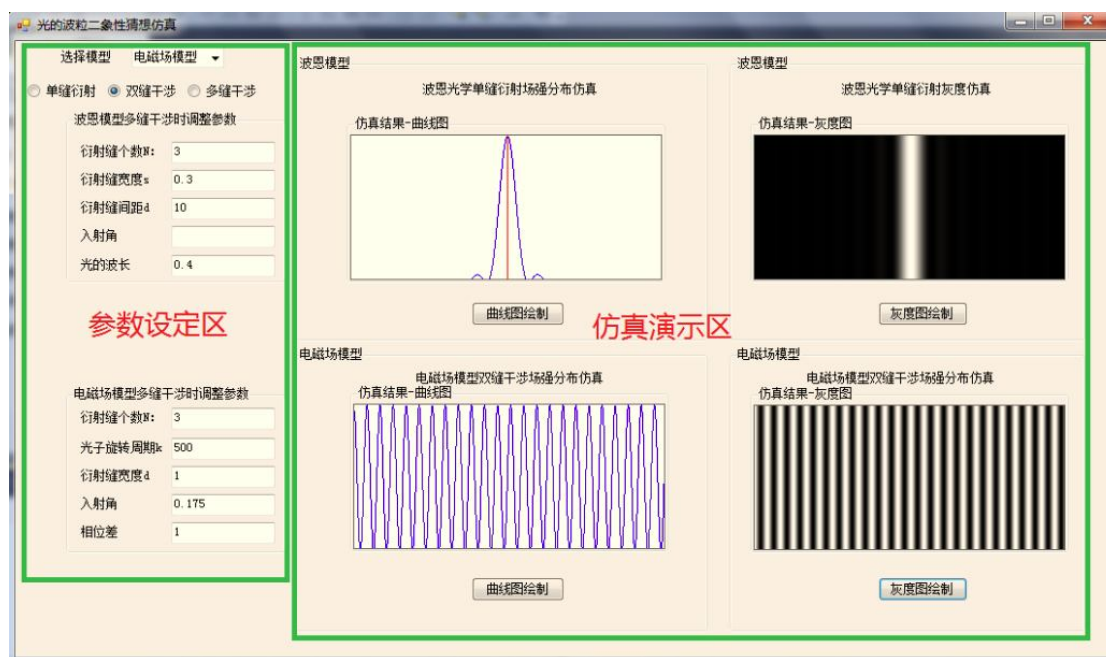 光的波粒二象性猜想仿真
选择模型 电磁场模型
单缝衍射 双缝干涉 多缝干涉
波恩模型多缝干涉时调整参数
衍射缝个数N: 3
衍射缝宽度s 0.3
衍射缝间距d 10
入射角
光的波长 0.4
参数设定区
电磁场模型多缝干涉时调整参数
衍射缝个数N: 3
光子旋转周期k 500
衍射缝宽度d 1
入射角 0.175
相位差 1
波恩模型
波恩光学单缝衍射场强分布仿真
仿真结果-曲线图
曲线图绘制
波恩模型
波恩光学单缝衍射灰度仿真
仿真结果-灰度图
灰度图绘制
仿真演示区
电磁场模型
电磁场模型双缝干涉场强分布仿真
仿真结果-曲线图
曲线图绘制
电磁场模型
电磁场模型双缝干涉场强分布仿真
仿真结果-灰度图
灰度图绘制